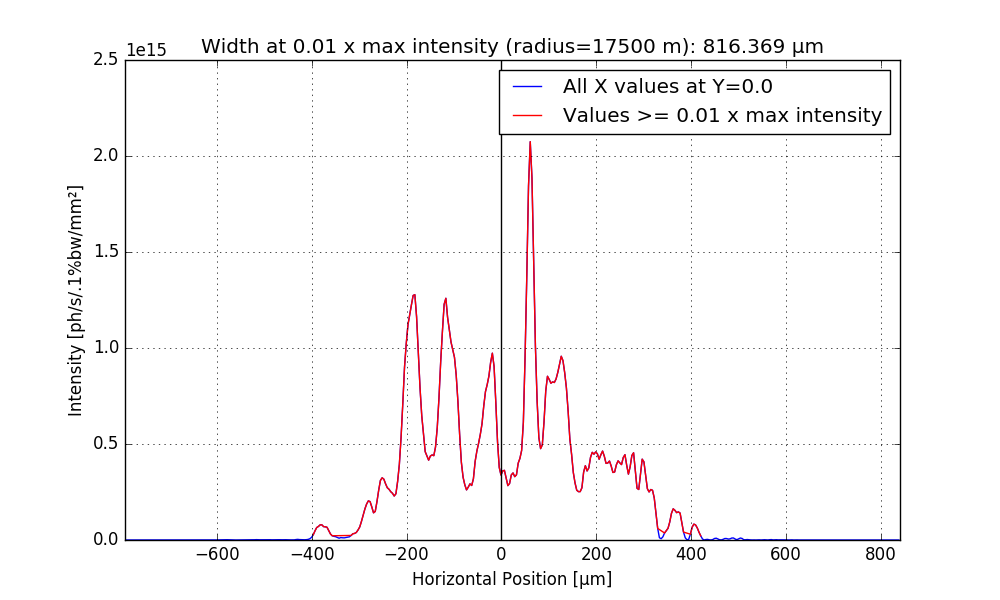 Width at 0.01 x max intensity (radius=17500 m): 816.369 µm
1e15
All X values at Y=0.0
Values >= 0.01 x max intensity
2.5
2.0
1.5
1.0
0.5
0.0
Intensity [ph/s/.1%bw/mm²]
−600 −400 −200 0 200 400 600 800
Horizontal Position [µm]